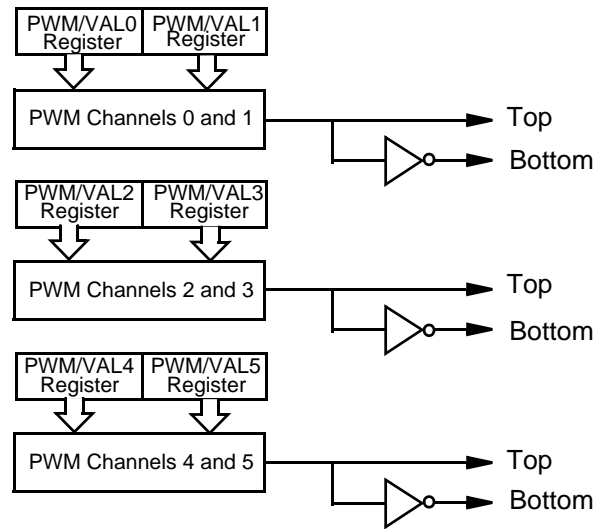 PWM/VAL0 Register
PWM/VAL1 Register
PWM Channels 0 and 1
Top
Bottom
PWM/VAL2 Register
PWM/VAL3 Register
PWM Channels 2 and 3
Top
Bottom
PWM/VAL4 Register
PWM/VAL5 Register
PWM Channels 4 and 5
Top
Bottom